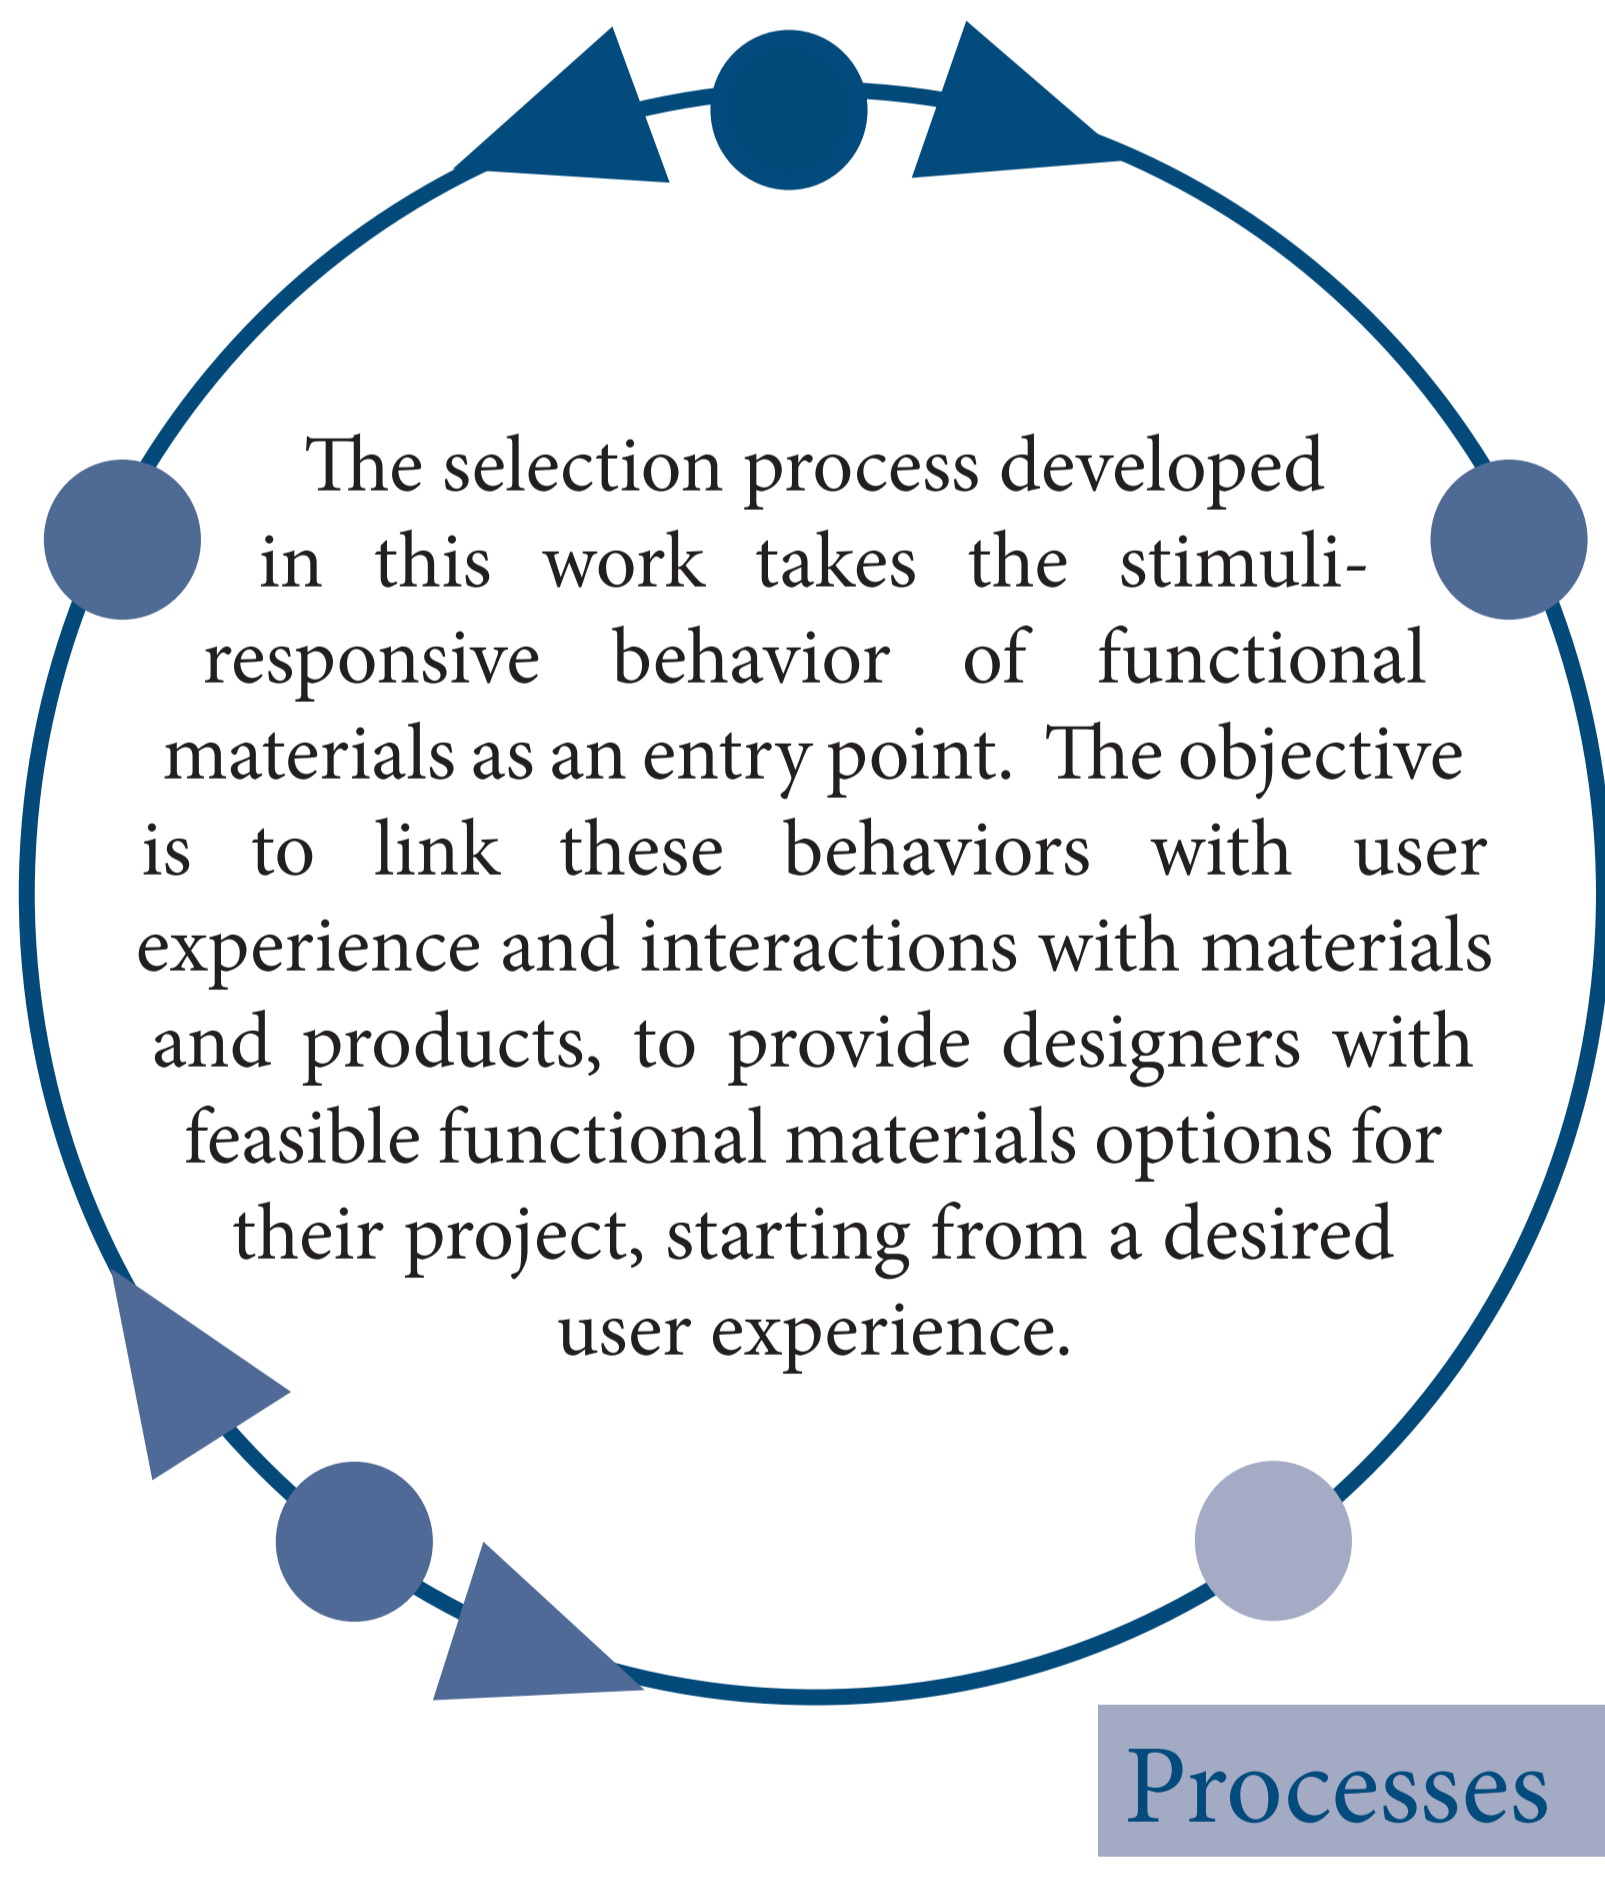 The selection process developed
in this work takes the stimuli-
responsive behavior of functional
materials as an entry point. The objective
is to link these behaviors with user
experience and interactions with materials
and products, to provide designers with
feasible functional materials options for
their project, starting from a desired
user experience.
Processes